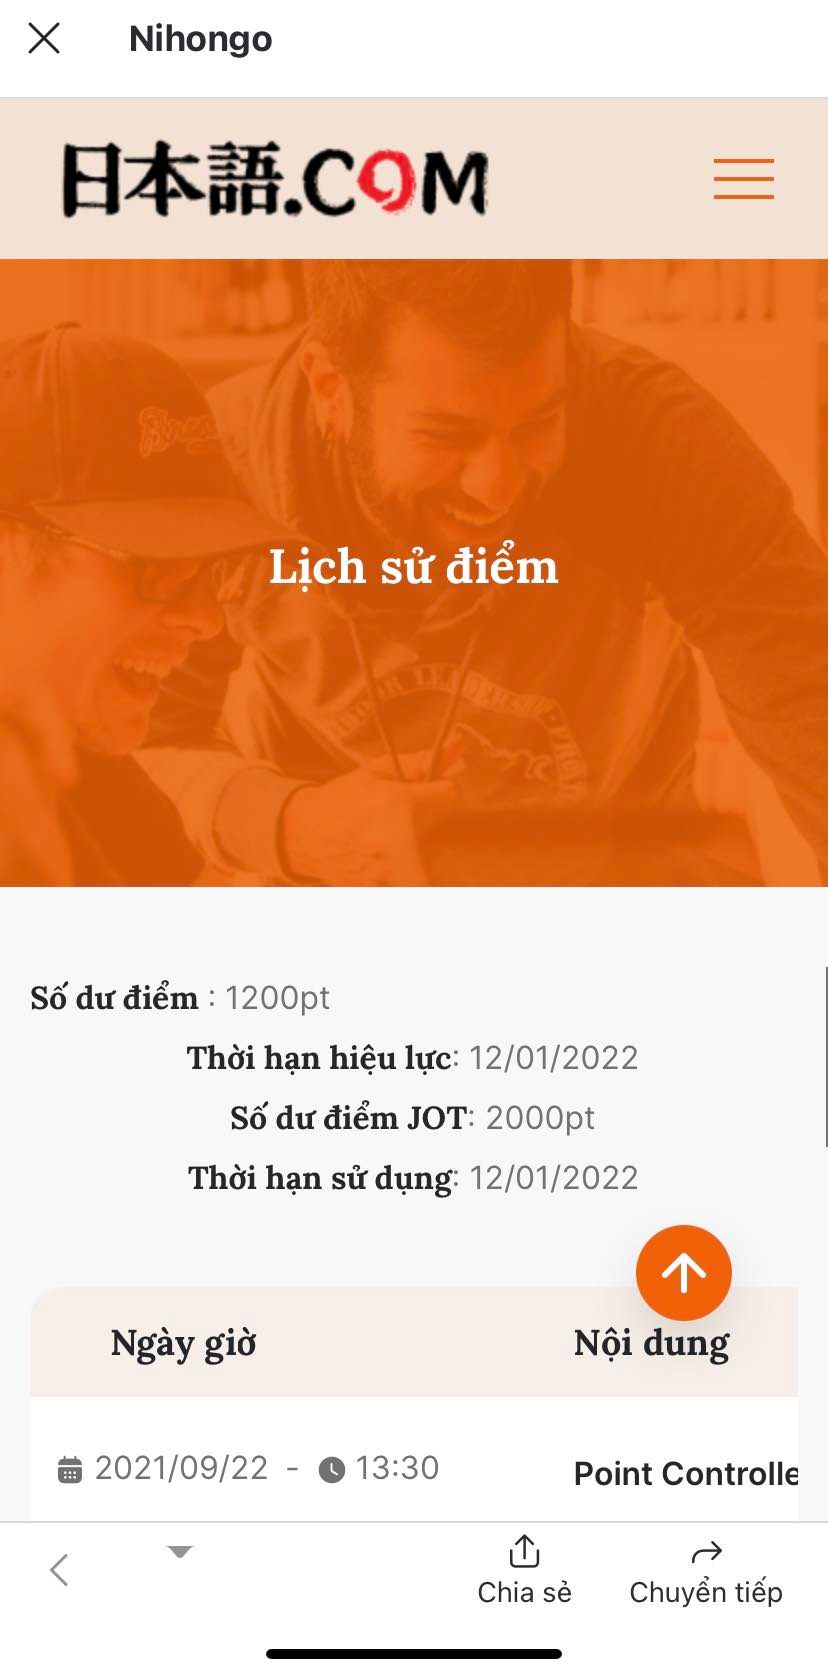 Nihongo
日本語.COM
Lịch sử điểm
Số dư điểm : 1200pt
Thời hạn hiệu lực: 12/01/2022
Số dư điểm JOT: 2000pt
Thời hạn sử dụng: 12/01/2022
Ngày giờ Nội dung
2021/09/22 - 13:30 Point Controlle
Chia sẻ Chuyển tiếp